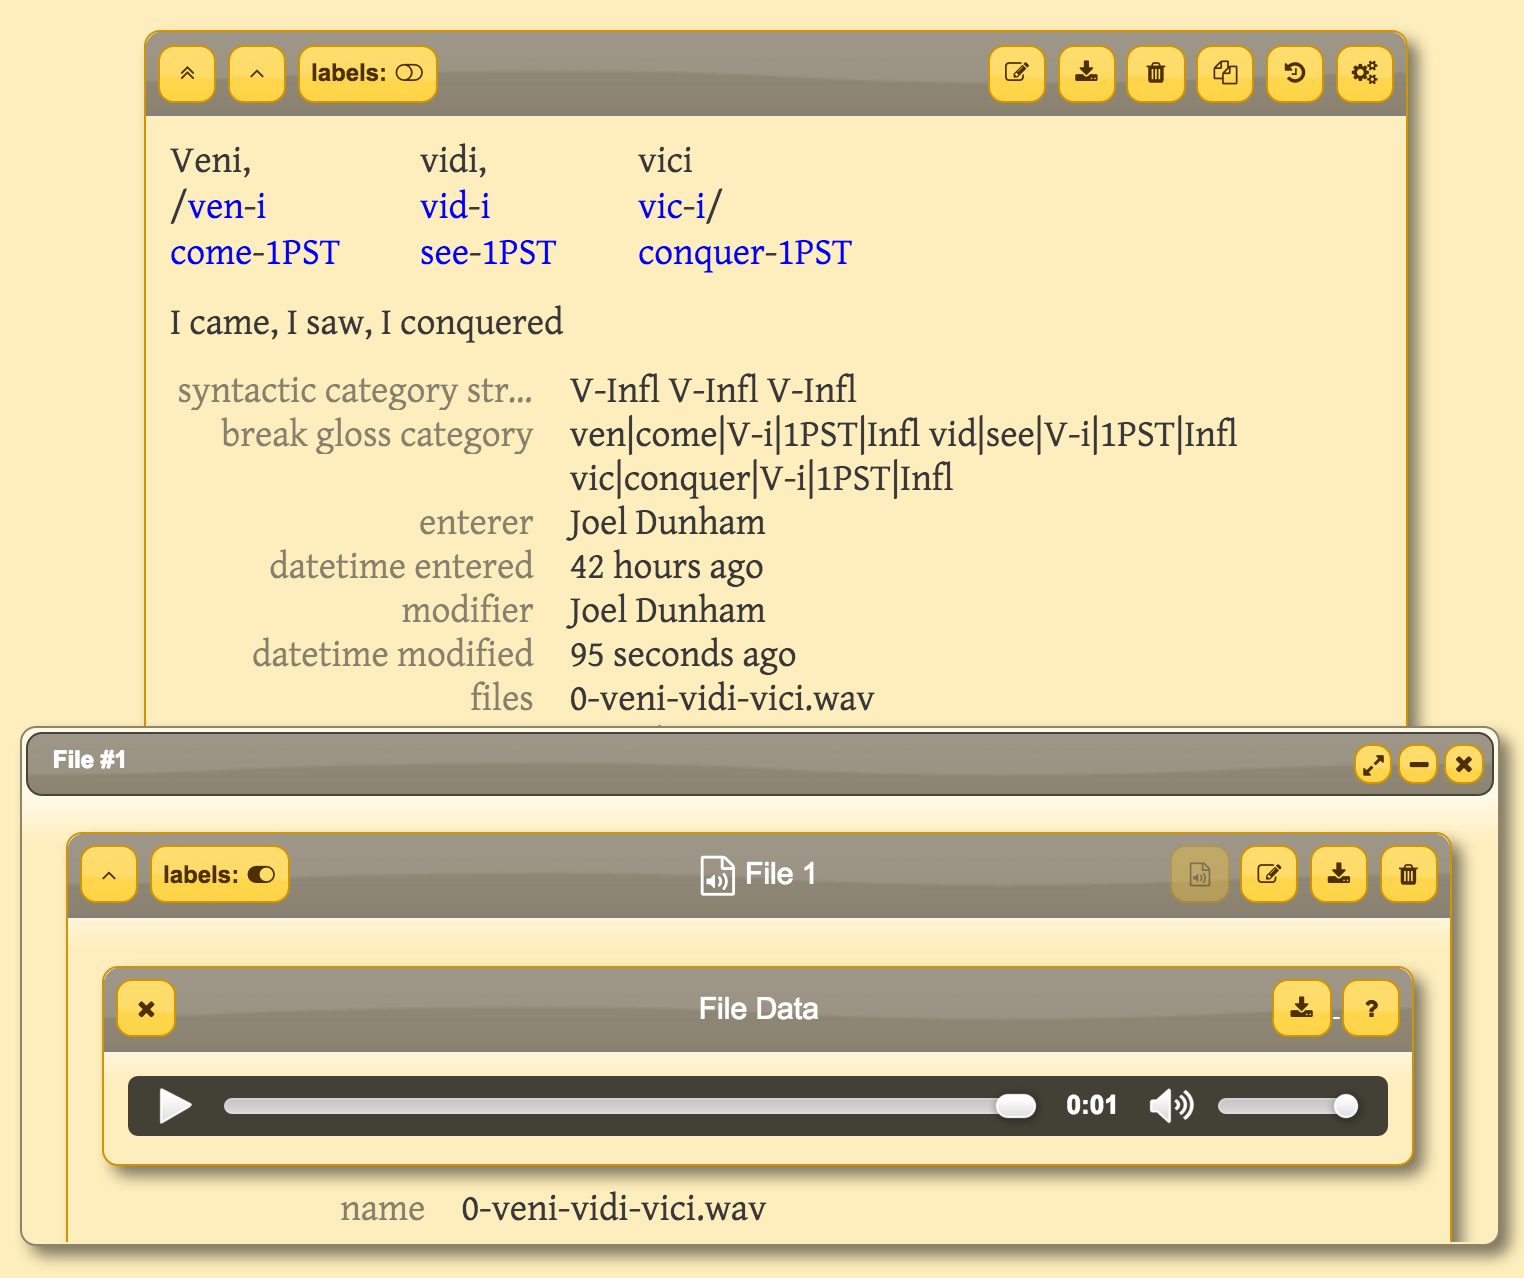 labels:
Veni, vidi, vici
/ven-i vid-i vic-i/
come-1PST see-1PST conquer-1PST
I came, I saw, I conquered
syntactic category str... V-Infl V-Infl V-Infl
break gloss category ven|come|V-i|1PST|Infl vid|see|V-i|1PST|Infl
vic|conquer|V-i|1PST|Infl
enterer Joel Dunham
datetime entered 42 hours ago
modifier Joel Dunham
datetime modified 95 seconds ago
files 0-veni-vidi-vici.wav
File #1
labels: File 1
File Data ?
0:01
name 0-veni-vidi-vici.wav